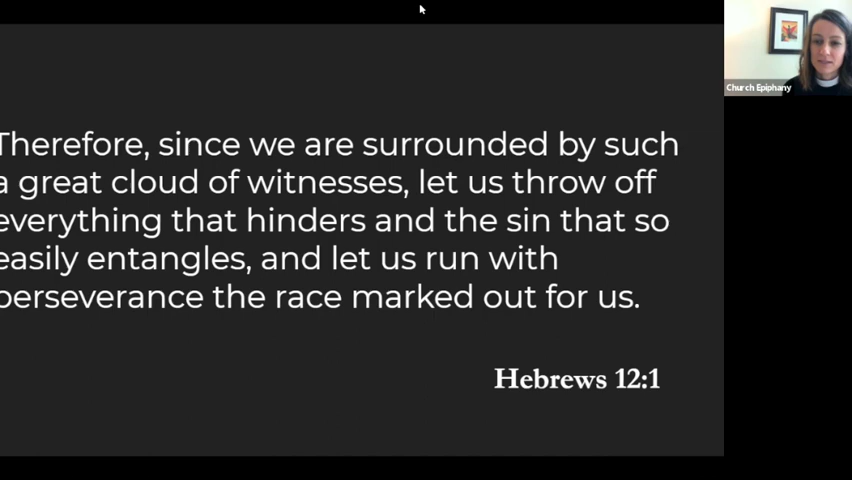 Therefore, since we are surrounded by such
a great cloud of witnesses, let us throw off
everything that hinders and the sin that so
easily entangles, and let us run with
perseverance the race marked out for us.
Hebrews 12:1
Church Epiphany